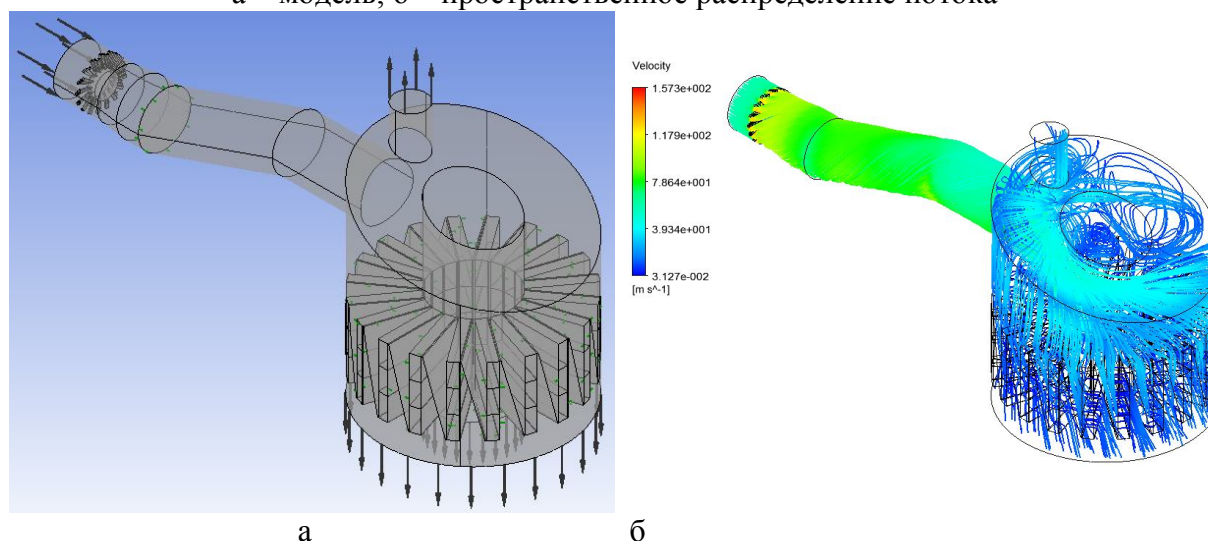 а – модель; б – пространственное распределение потока
Velocity
1.573e+002
1.179e+002
7.864e+001
3.934e+001
3.127e-002
[m s^-1]
а б